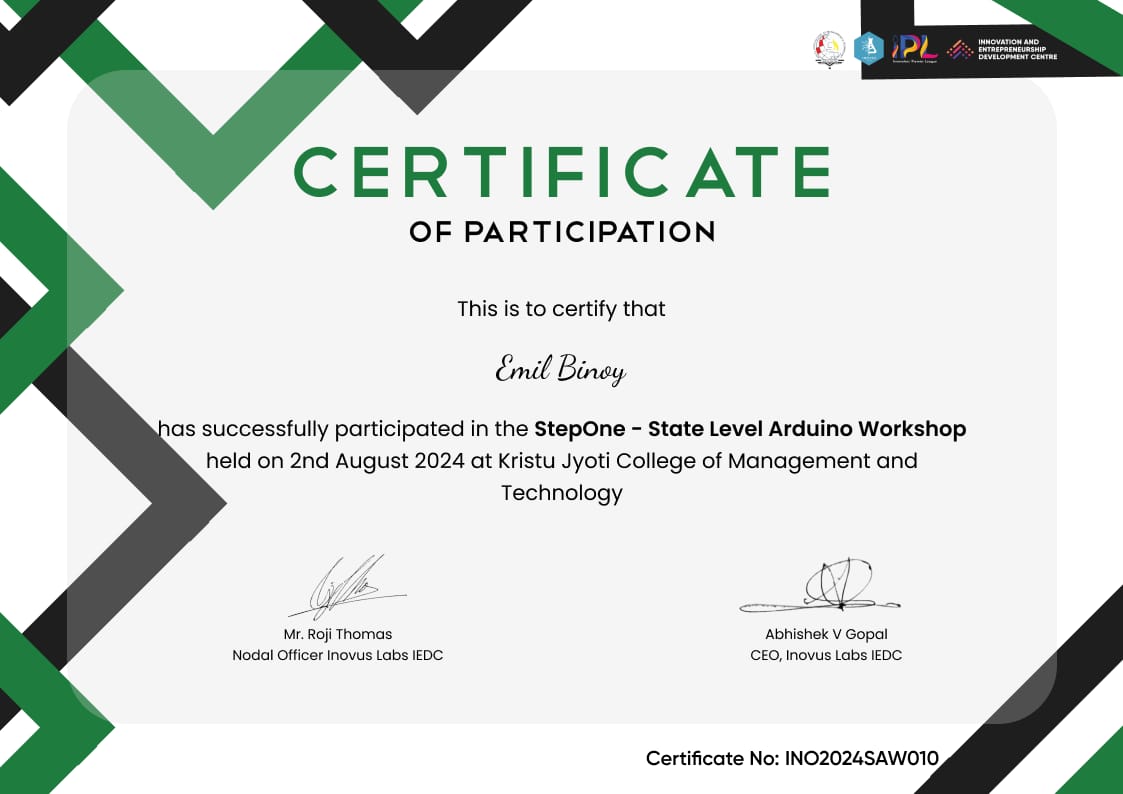 IPL
INNOVATION AND
ENTREPRENEURSHIP
DEVELOPMENT CENTRE
CERTIFICATE
OF PARTICIPATION
This is to certify that
Emil Binoy
has successfully participated in the StepOne - State Level Arduino Workshop
held on 2nd August 2024 at Kristu Jyoti College of Management and
Technology
Mr. Roji Thomas
Nodal Officer Inovus Labs IEDC
Abhishek V Gopal
CEO, Inovus Labs IEDC
Certificate No: INO2024SAW010